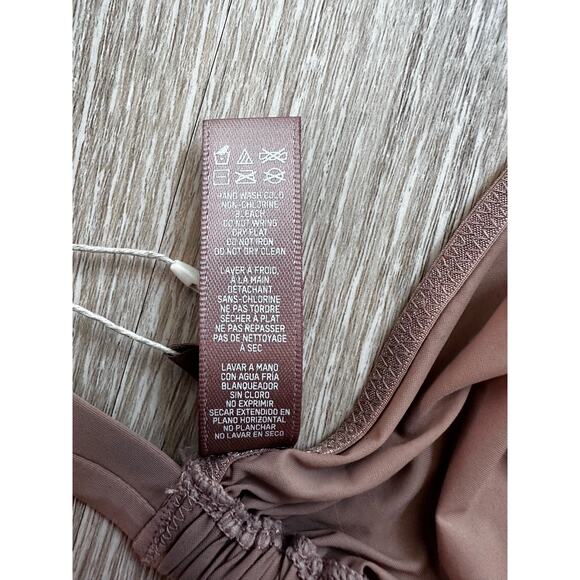 HAND WASH COLD
NON-CHLORINE
BLEACH
DO NOT WRING
DRY FLAT
DO NOT IRON
DO NOT DRY CLEAN
LAVER À FROID,
À LA MAIN
DÉTACHANT
SANS-CHLORINE
NE PAS TORDRE
SÉCHER À PLAT
NE PAS REPASSER
PAS DE NETTOYAGE
À SEC
LAVAR A MANO
CON AGUA FRÍA
BLANQUEADOR
SIN CLORO
NO EXPRIMIR
SECAR EXTENDIDO EN
PLANO HORIZONTAL
NO PLANCHAR
NO LAVAR EN SECO